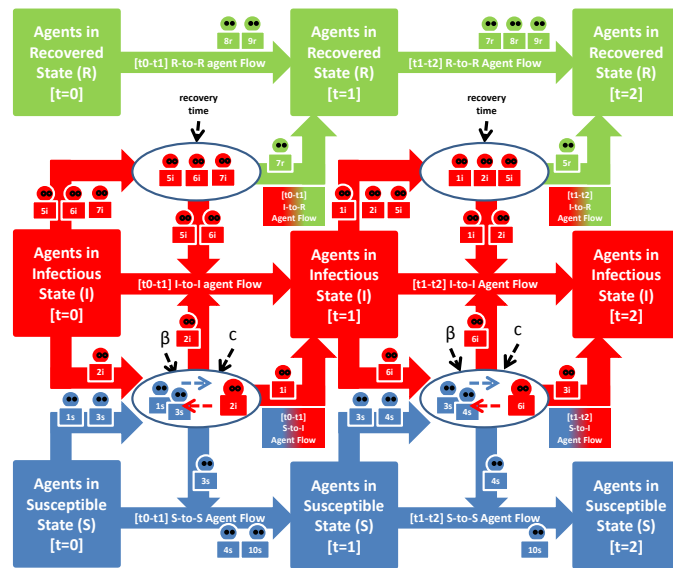 Agents in
Recovered
State (R)
[t=0]
8r 9r
[t0-t1] R-to-R agent Flow
Agents in
Recovered
State (R)
[t=1]
7r 8r 9r
[t1-t2] R-to-R Agent Flow
Agents in
Recovered
State (R)
[t=2]
recovery
time
5i 6i 7i
7r
5i 6i 7i
[t0-t1]
I-to-R
Agent Flow
5i 6i
recovery
time
1i 2i 5i
5r
1i 2i 5i
[t1-t2]
I-to-R
Agent Flow
1i 2i
Agents in
Infectious
State (I)
[t=0]
[t0-t1] I-to-I agent Flow
Agents in
Infectious
State (I)
[t=1]
[t1-t2] I-to-I Agent Flow
Agents in
Infectious
State (I)
[t=2]
2i
β
2i
C
1s 3s
1s 3s 2i
1i
[t0-t1]
S-to-I
Agent Flow
6i
β
6i
C
3s 4s
3s 4s 6i
3i
[t1-t2]
S-to-I
Agent Flow
3s
4s
Agents in
Susceptible
State (S)
[t=0]
[t0-t1] S-to-S Agent Flow
4s 10s
Agents in
Susceptible
State (S)
[t=1]
[t1-t2] S-to-S Agent Flow
10s
Agents in
Susceptible
State (S)
[t=2]